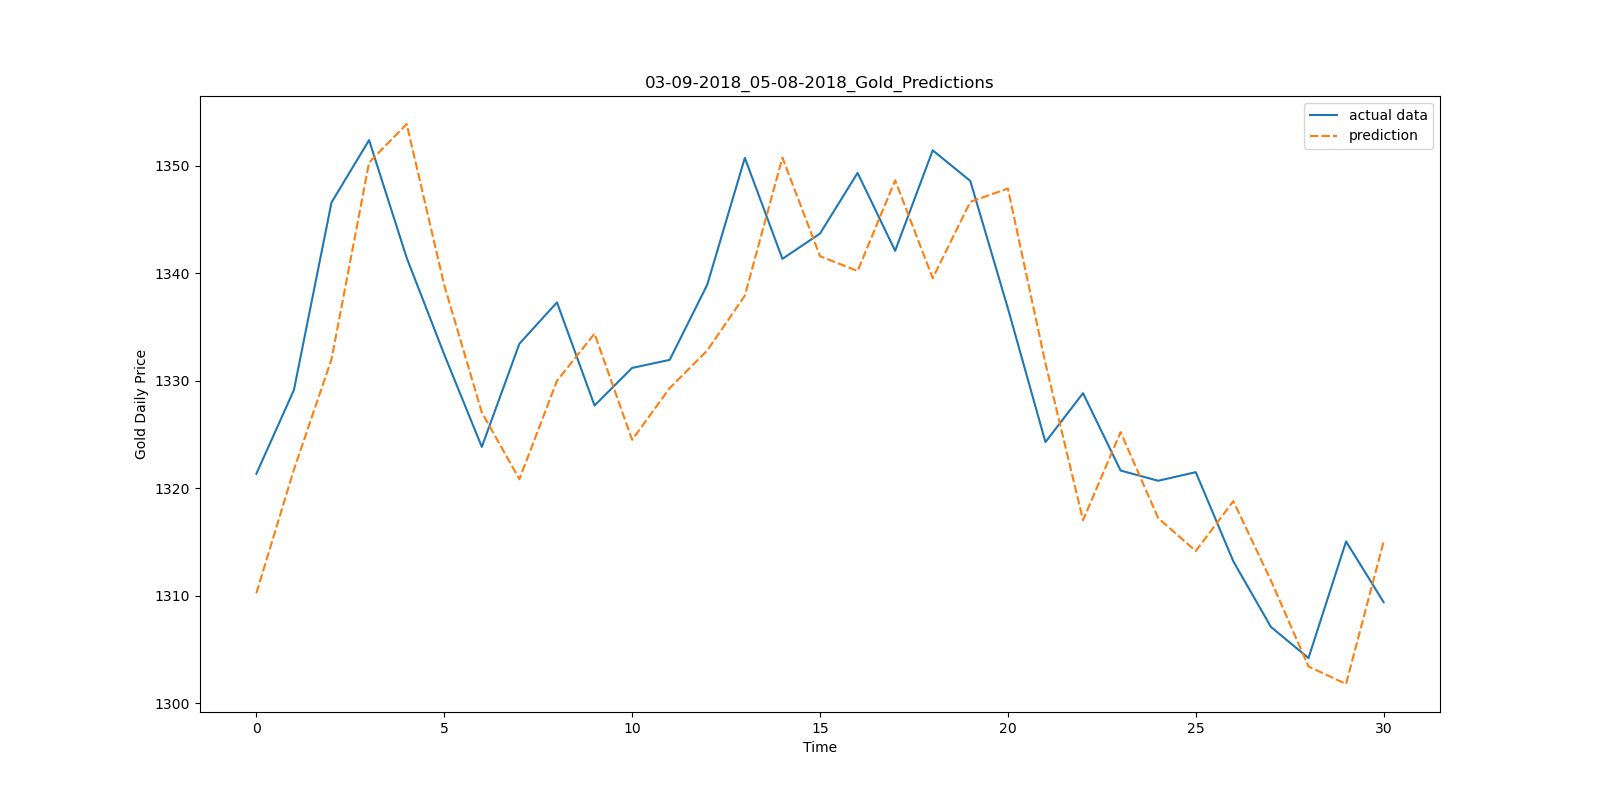 03-09-2018_05-08-2018_Gold_Predictions
actual data
prediction
Gold Daily Price
1350
1340
1330
1320
1310
1300
0 5 10 15 20 25 30
Time